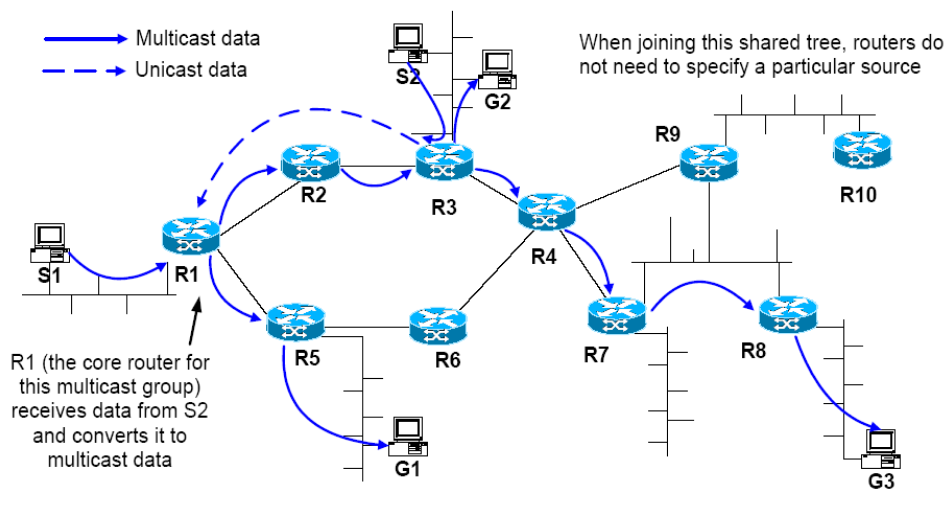 Multicast data
Unicast data
When joining this shared tree, routers do
not need to specify a particular source
S2
G2
R9
R2
R3
R10
R4
S1
R1
R5
R6
R7
R8
R1 (the core router for
this multicast group)
receives data from S2
and converts it to
multicast data
G1
G3